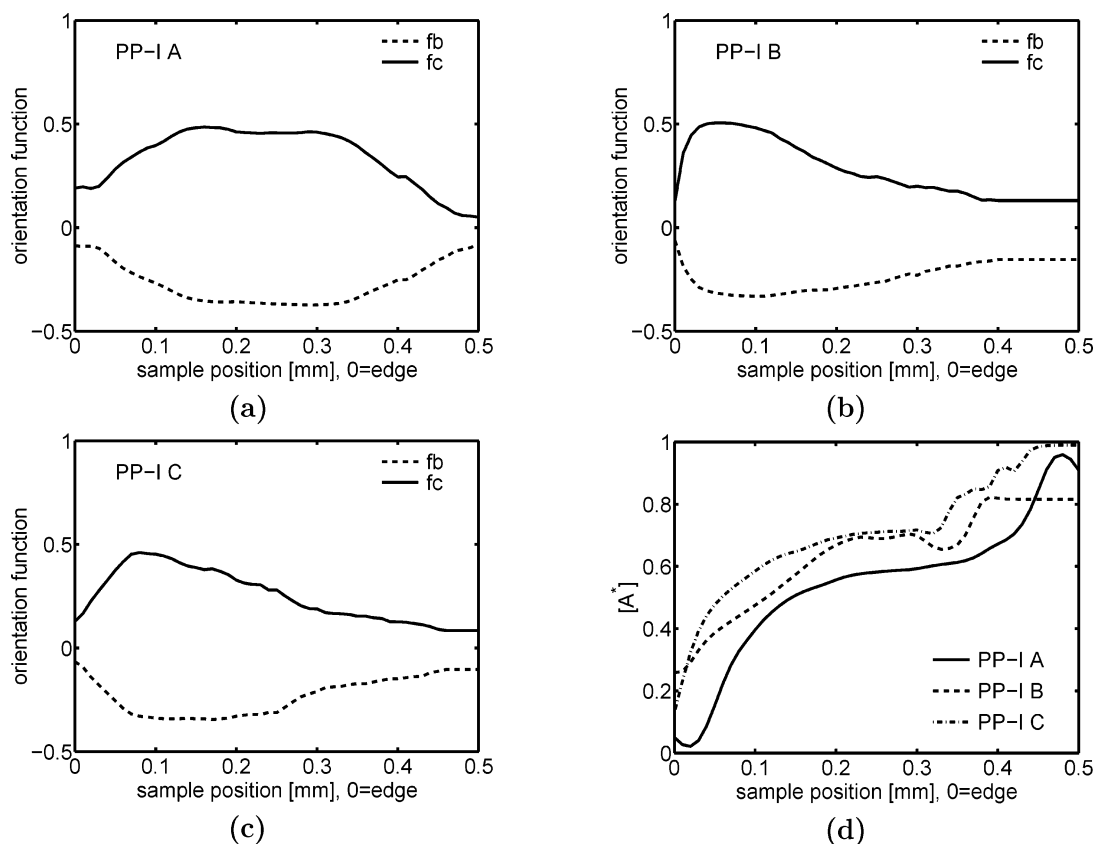 1
PP−I A
fb
fc
0.5
orientation function
0
−0.5
0 0.1 0.2 0.3 0.4 0.5
sample position [mm], 0=edge
(a)
1
PP−I B
fb
fc
0.5
orientation function
0
−0.5
0 0.1 0.2 0.3 0.4 0.5
sample position [mm], 0=edge
(b)
1
PP−I C
fb
fc
0.5
orientation function
0
−0.5
0 0.1 0.2 0.3 0.4 0.5
sample position [mm], 0=edge
(c)
1
0.8
0.6
[A*]
0.4
0.2
0
PP−I A
PP−I B
PP−I C
0 0.1 0.2 0.3 0.4 0.5
sample position [mm], 0=edge
(d)